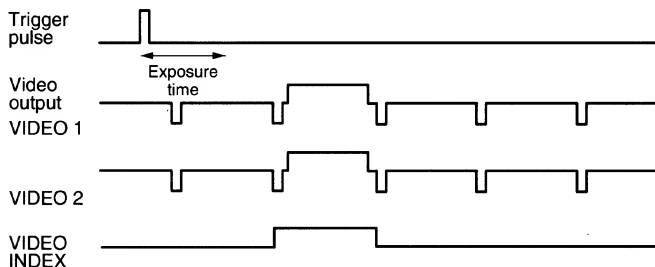 Trigger
pulse
Exposure
time
Video
output
VIDEO 1
VIDEO 2
VIDEO
INDEX